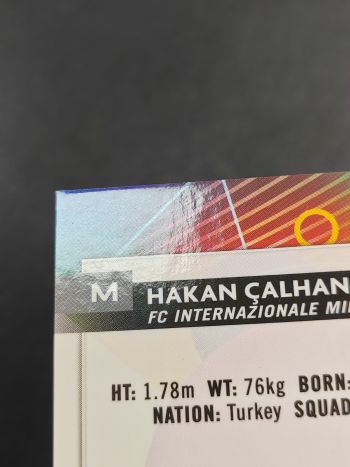 M HAKAN ÇALHAN
FC INTERNAZIONALE MI
HT: 1.78m WT: 76kg BORN:
NATION: Turkey SQUAD